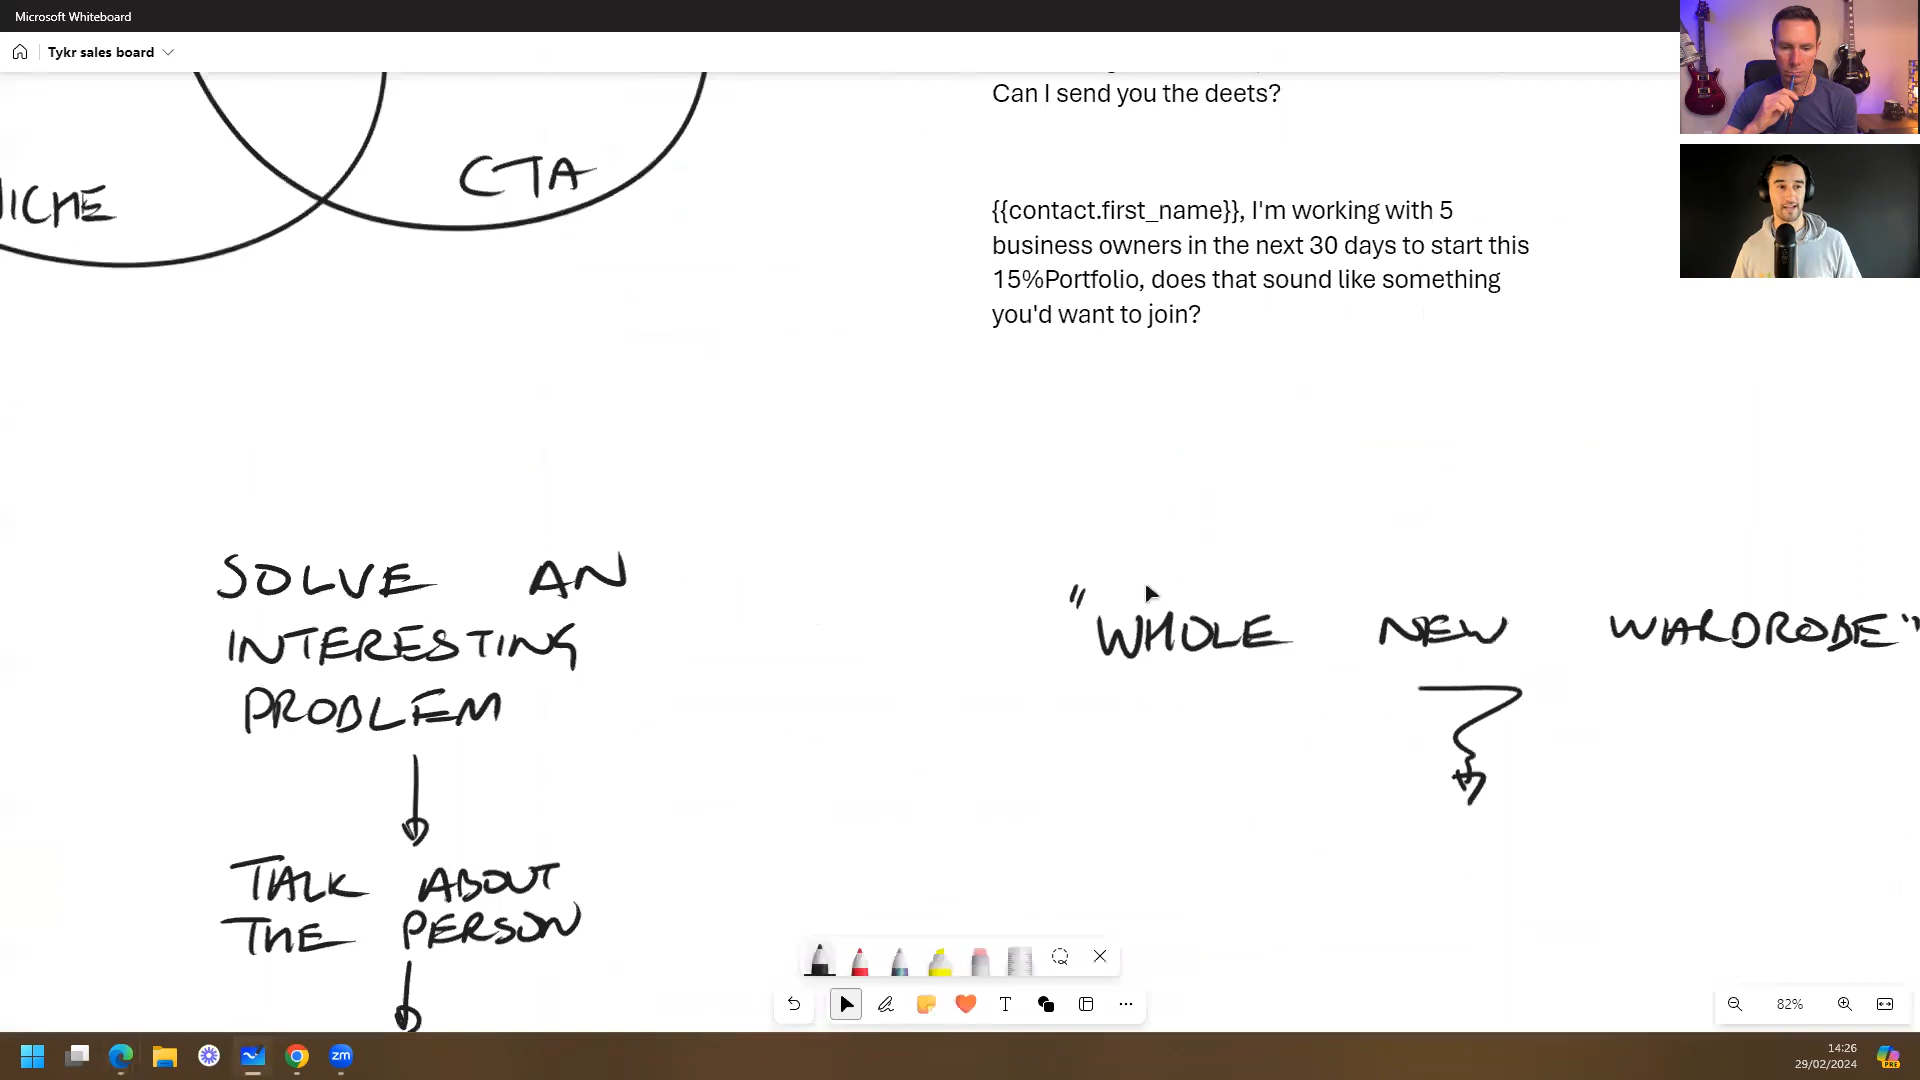 Microsoft Whiteboard
Tykr sales board
Can I send you the deets?
CTA
{{contact.first_name}}, I'm working with 5
business owners in the next 30 days to start this
15%Portfolio, does that sound like something
you'd want to join?
SOLVE AN
INTERESTING
PROBLEM
"WHOLE NEW WARDROBE"
TALK ABOUT
THE PERSON
T
82%
zm
14:26
29/02/2024
PRE